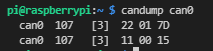 pi@raspberrypi:~ $ candump can0
  can0  107   [3]  22 01 7D
  can0  107   [3]  11 00 15